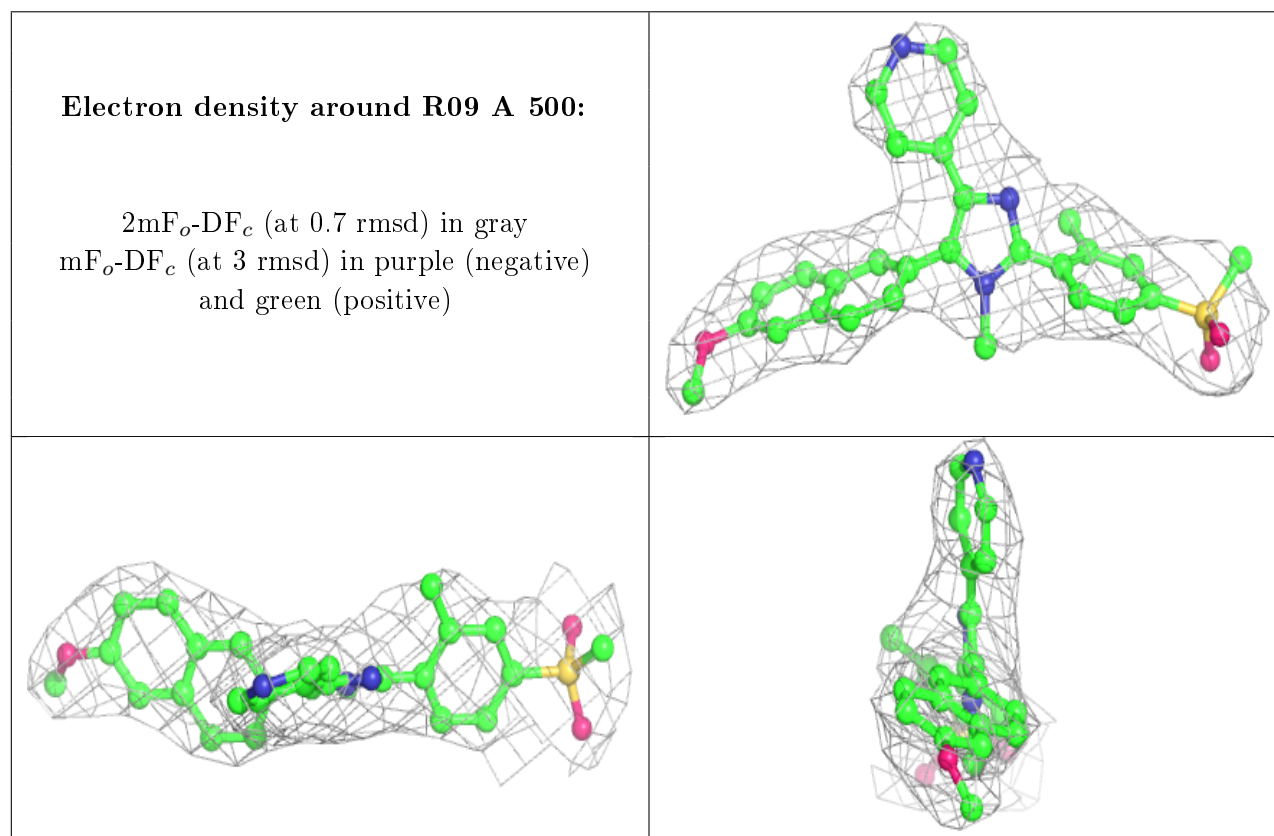 Electron density around R09 A 500:
2mFo-DFc (at 0.7 rmsd) in gray
mFo-DFc (at 3 rmsd) in purple (negative)
and green (positive)